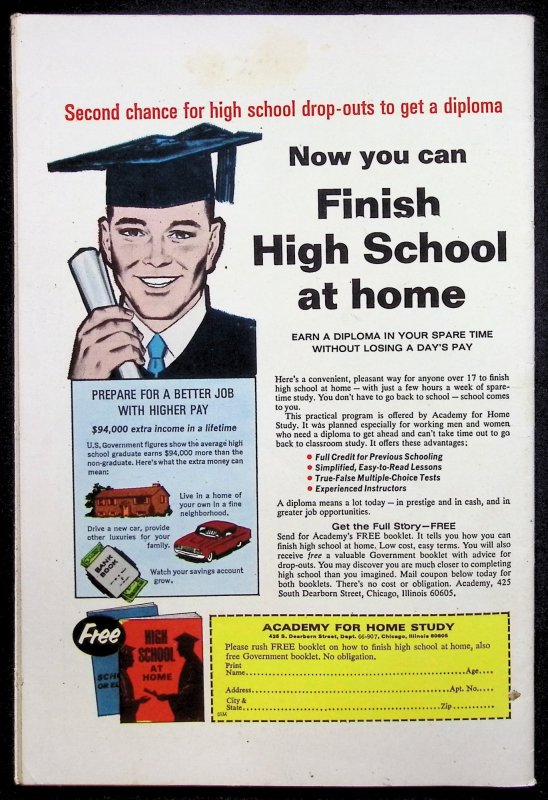 Second chance for high school drop-outs to get a diploma
Now you can
Finish
High School
at home
EARN A DIPLOMA IN YOUR SPARE TIME
WITHOUT LOSING A DAY'S PAY
Here's a convenient, pleasant way for anyone over 17 to finish
high school at home — with just a few hours a week of spare-
time study. You don't have to go back to school — school comes
to you.
This practical program is offered by Academy for Home
Study. It was planned especially for working men and women
who need a diploma to get ahead and can't take time out to go
back to classroom study. It offers these advantages:
• Full Credit for Previous Schooling
• Simplified, Easy-to-Read Lessons
• True-False Multiple-Choice Tests
• Experienced Instructors
A diploma means a lot today — in prestige and in cash, and in
greater job opportunities.
Get the Full Story—FREE
Send for Academy's FREE booklet. It tells you how you can
finish high school at home. Low cost, easy terms. You will also
receive free a valuable Government booklet with advice for
drop-outs. You may discover you are much closer to completing
high school than you imagined. Mail coupon below today for
both booklets. There's no cost or obligation. Academy, 425
South Dearborn Street, Chicago, Illinois 60605.
PREPARE FOR A BETTER JOB
WITH HIGHER PAY
$94,000 extra income in a lifetime
U.S. Government figures show the average high
school graduate earns $94,000 more than the
non-graduate. Here's what the extra money can
mean:
Live in a home of
your own in a fine
neighborhood.
Drive a new car, provide
other luxuries for your
family.
BANK
BOOK
Watch your savings account
grow.
Free
HIGH
SCHOOL
AT
HOME
SCH
OR EL
ACADEMY FOR HOME STUDY
425 S. Dearborn Street, Dept. 66-907, Chicago, Illinois 60605
Please rush FREE booklet on how to finish high school at home, also
free Government booklet. No obligation.
Print
Name Age
Address Apt. No.
City &
State Zip